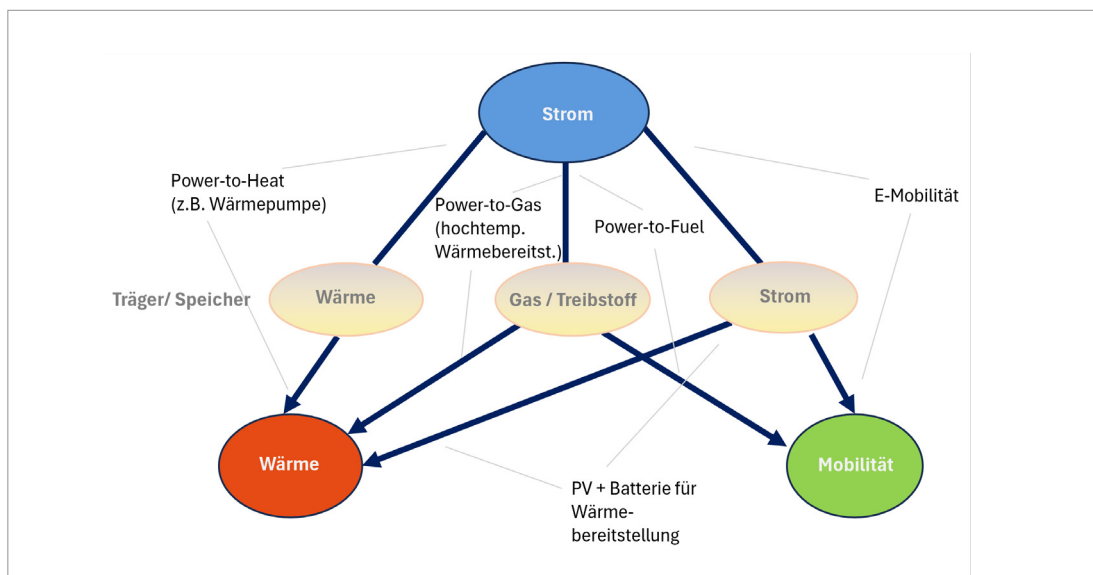 Strom
Power-to-Heat
(z.B. Wärmepumpe)
Power-to-Gas
(hochtemp.
Wärmebereitst.)
Power-to-Fuel
E-Mobilität
Träger/ Speicher
Wärme
Gas / Treibstoff
Strom
Wärme
Mobilität
PV + Batterie für
Wärme-
bereitstellung